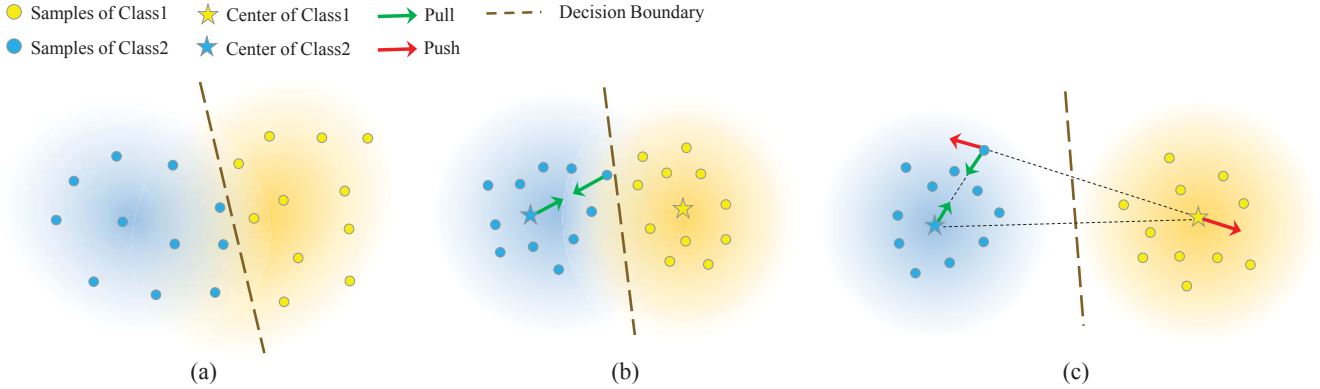 Samples of Class1 Center of Class1 Pull Decision Boundary
Samples of Class2 Center of Class2 Push
(a) (b) (c)